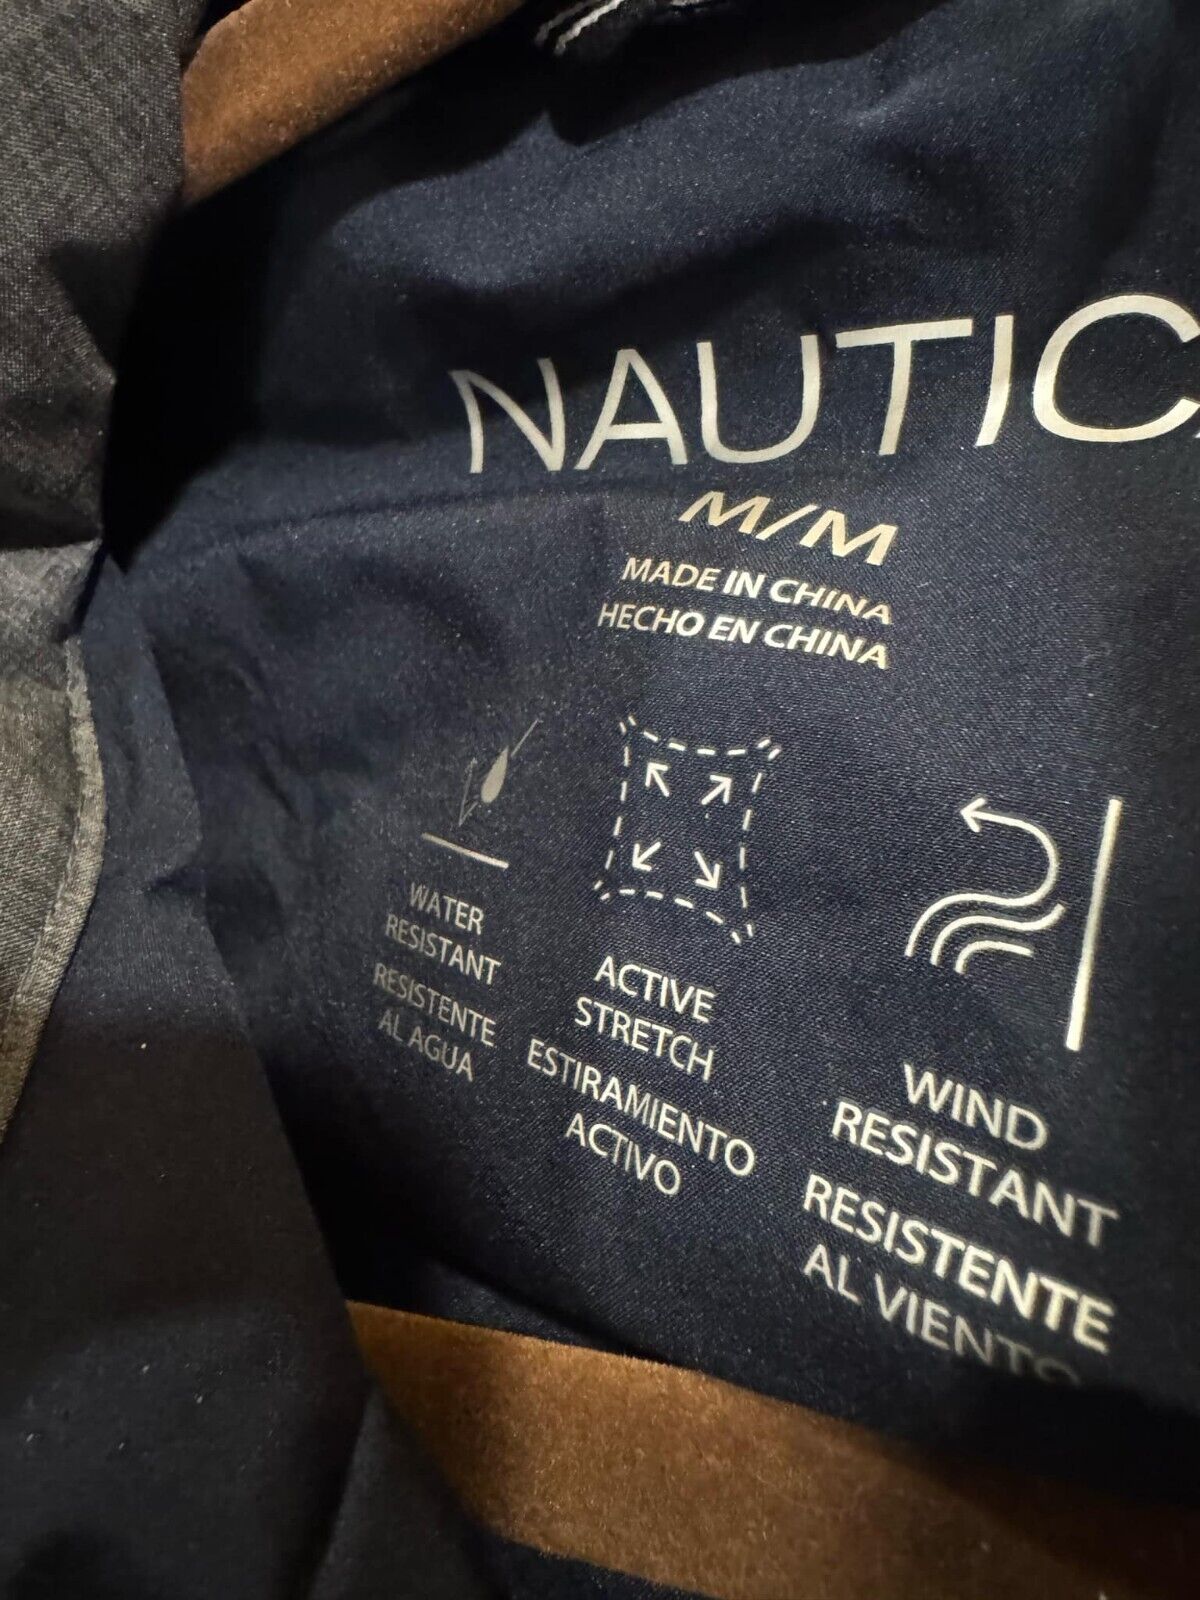 NAUTICA
M/M
MADE IN CHINA
HECHO EN CHINA
WATER
RESISTANT
RESISTENTE
AL AGUA
ACTIVE
STRETCH
ESTIRAMIENTO
ACTIVO
WIND
RESISTANT
RESISTENTE
AL VIENTO